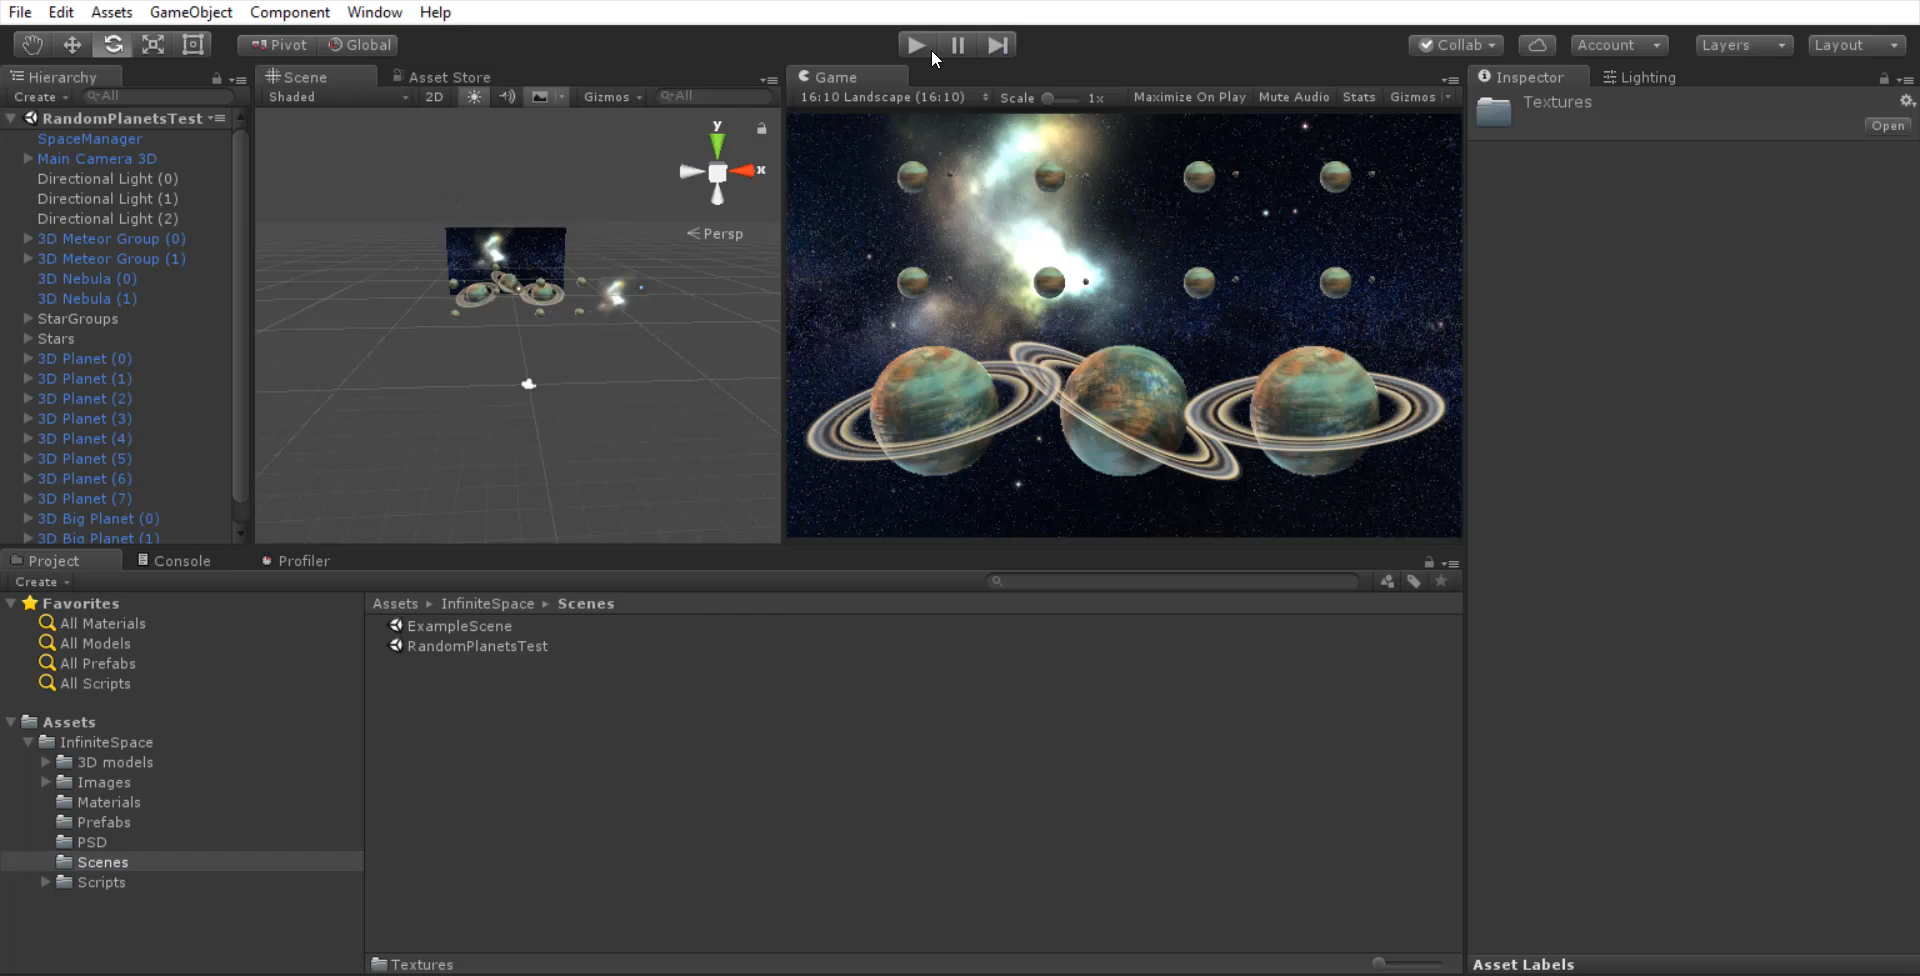 File Edit Assets GameObject Component Window Help
Pivot Global Collab Account Layers Layout
Hierarchy
Create All
RandomPlanetsTest
SpaceManager
Main Camera 3D
Directional Light (0)
Directional Light (1)
Directional Light (2)
3D Meteor Group (0)
3D Meteor Group (1)
3D Nebula (0)
3D Nebula (1)
StarGroups
Stars
3D Planet (0)
3D Planet (1)
3D Planet (2)
3D Planet (3)
3D Planet (4)
3D Planet (5)
3D Planet (6)
3D Planet (7)
3D Big Planet (0)
3D Big Planet (1)
Scene Asset Store
Shaded 2D Gizmos All
y
x
Persp
Game
16:10 Landscape (16:10) Scale 1x Maximize On Play Mute Audio Stats Gizmos
Inspector Lighting
Textures
Open
Project Console Profiler
Create
Favorites
All Materials
All Models
All Prefabs
All Scripts
Assets
InfiniteSpace
3D models
Images
Materials
Prefabs
PSD
Scenes
Scripts
Assets InfiniteSpace Scenes
ExampleScene
RandomPlanetsTest
Textures
Asset Labels